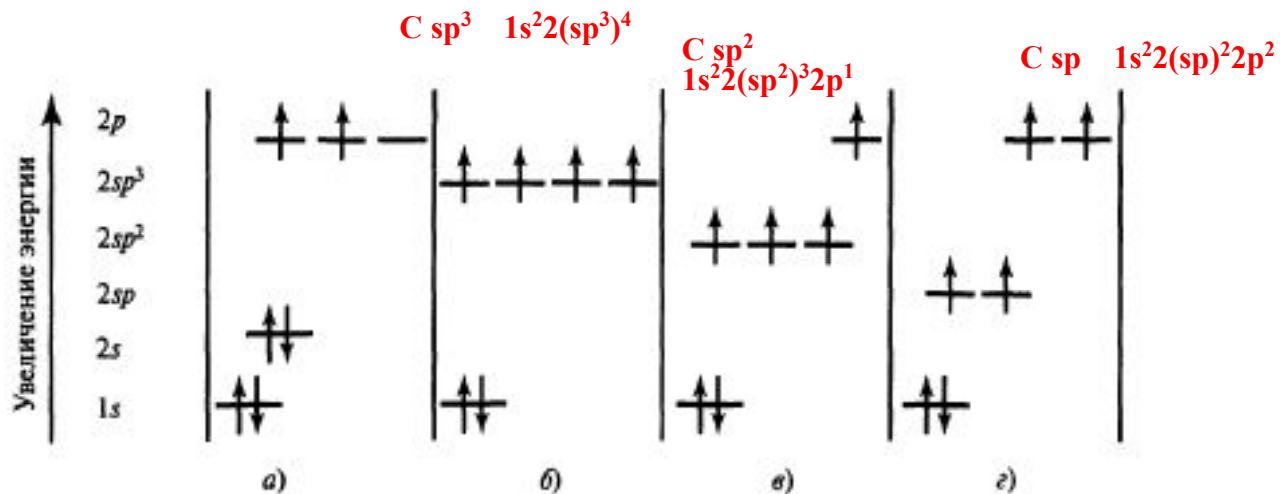 C sp³ 1s²2(sp³)⁴
C sp²
1s²2(sp²)³2p¹
C sp 1s²2(sp)²2p²
Увеличение энергии
2p
2sp³
2sp²
2sp
2s
1s
а) б) в) г)